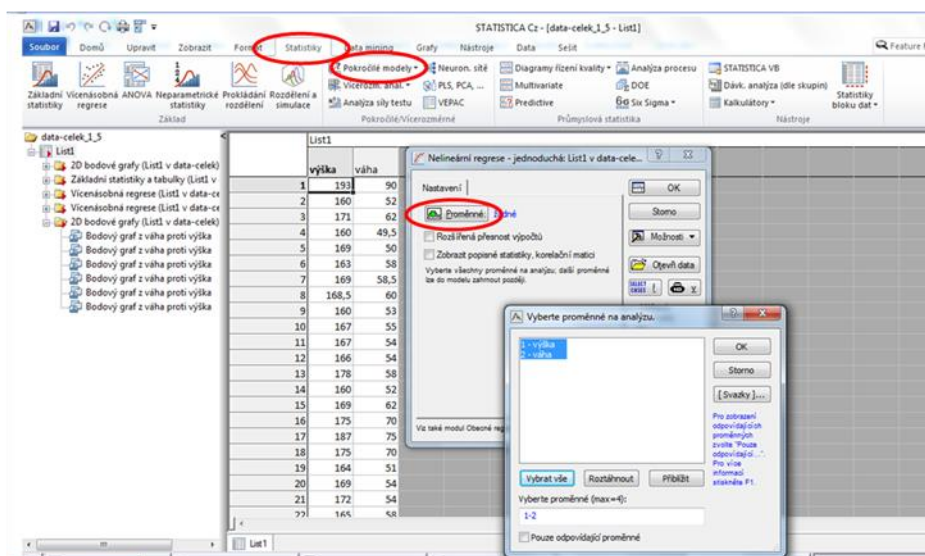 STATISTICA Cz - [data-celek_1_5 - List1]
Soubor Domů Upravit Zobrazit Formát Statistiky Data mining Grafy Nástroje Data Sešit Feature
Základní statistiky Vícenásobná regrese ANOVA Neparametrické statistiky Prokládání rozdělení Rozdělení a simulace
Pokročilé modely Neuron. sítě Diagramy řízení kvality Analýza procesu STATISTICA VB
Vícerozm. anal. PLS, PCA, ... Multivariate DOE Dávk. analýza (dle skupin)
Analýza síly testu VEPAC Predictive Six Sigma Kalkulátory
Statistiky bloku dat
Základ Pokročilé/Vícerozměrné Průmyslová statistika Nástroje
data-celek_1_5
List1
2D bodové grafy (List1 v data-celek)
Základní statistiky a tabulky (List1 v
Vícenásobná regrese (List1 v data-ce
Vícenásobná regrese (List1 v data-ce
2D bodové grafy (List1 v data-celek)
Bodový graf z váha proti výška
Bodový graf z váha proti výška
Bodový graf z váha proti výška
Bodový graf z váha proti výška
Bodový graf z váha proti výška
Bodový graf z váha proti výška
List1
výška váha
1 193 90
2 160 52
3 171 62
4 160 49,5
5 169 50
6 163 58
7 169 58,5
8 168,5 60
9 160 53
10 167 55
11 167 54
12 166 54
13 178 58
14 160 52
15 169 62
16 175 70
17 187 75
18 175 70
19 164 51
20 169 54
21 172 54
22 165 58
List1
Nelineární regrese - jednoduchá: List1 v data-cele...
Nastavení
Proměnné: žádné
Rozšířená přesnost výpočtů
Zobrazit popisné statistiky, korelační matici
Vyberte všechny proměnné na analýzu; další proměnné
lze do modelu zahrnout později.
OK
Storno
Možnosti
Otevři data
SELECT CASES
Viz také modul Obecné reg
Vyberte proměnné na analýzu.
1 - výška
2 - váha
OK
Storno
[ Svazky ]...
Pro zobrazení
odpovídajících
proměnných
zvolte "Pouze
odpovídající...".
Pro více
informací
stiskněte F1.
Vybrat vše Roztáhnout Přiblížit
Vyberte proměnné (max=4):
1-2
Pouze odpovídající proměnné